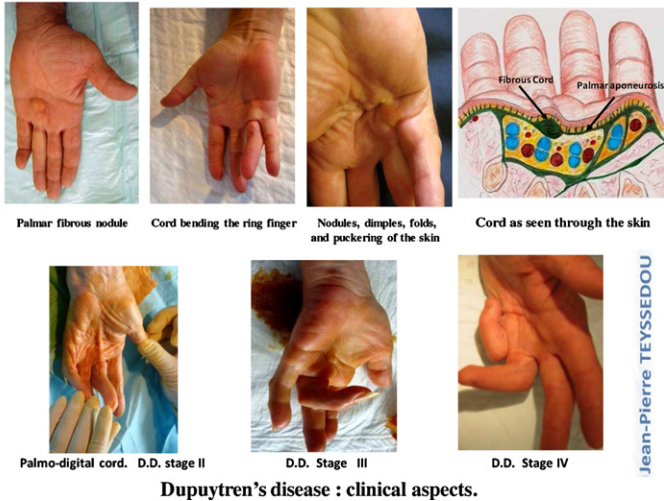 Fibrous Cord
Palmar aponeurosis
Palmar fibrous nodule
Cord bending the ring finger
Nodules, dimples, folds,
and puckering of the skin
Cord as seen through the skin
Jean-Pierre TEYSSEDOU
Palmo-digital cord. D.D. stage II
D.D. Stage III
D.D. Stage IV
Dupuytren's disease : clinical aspects.